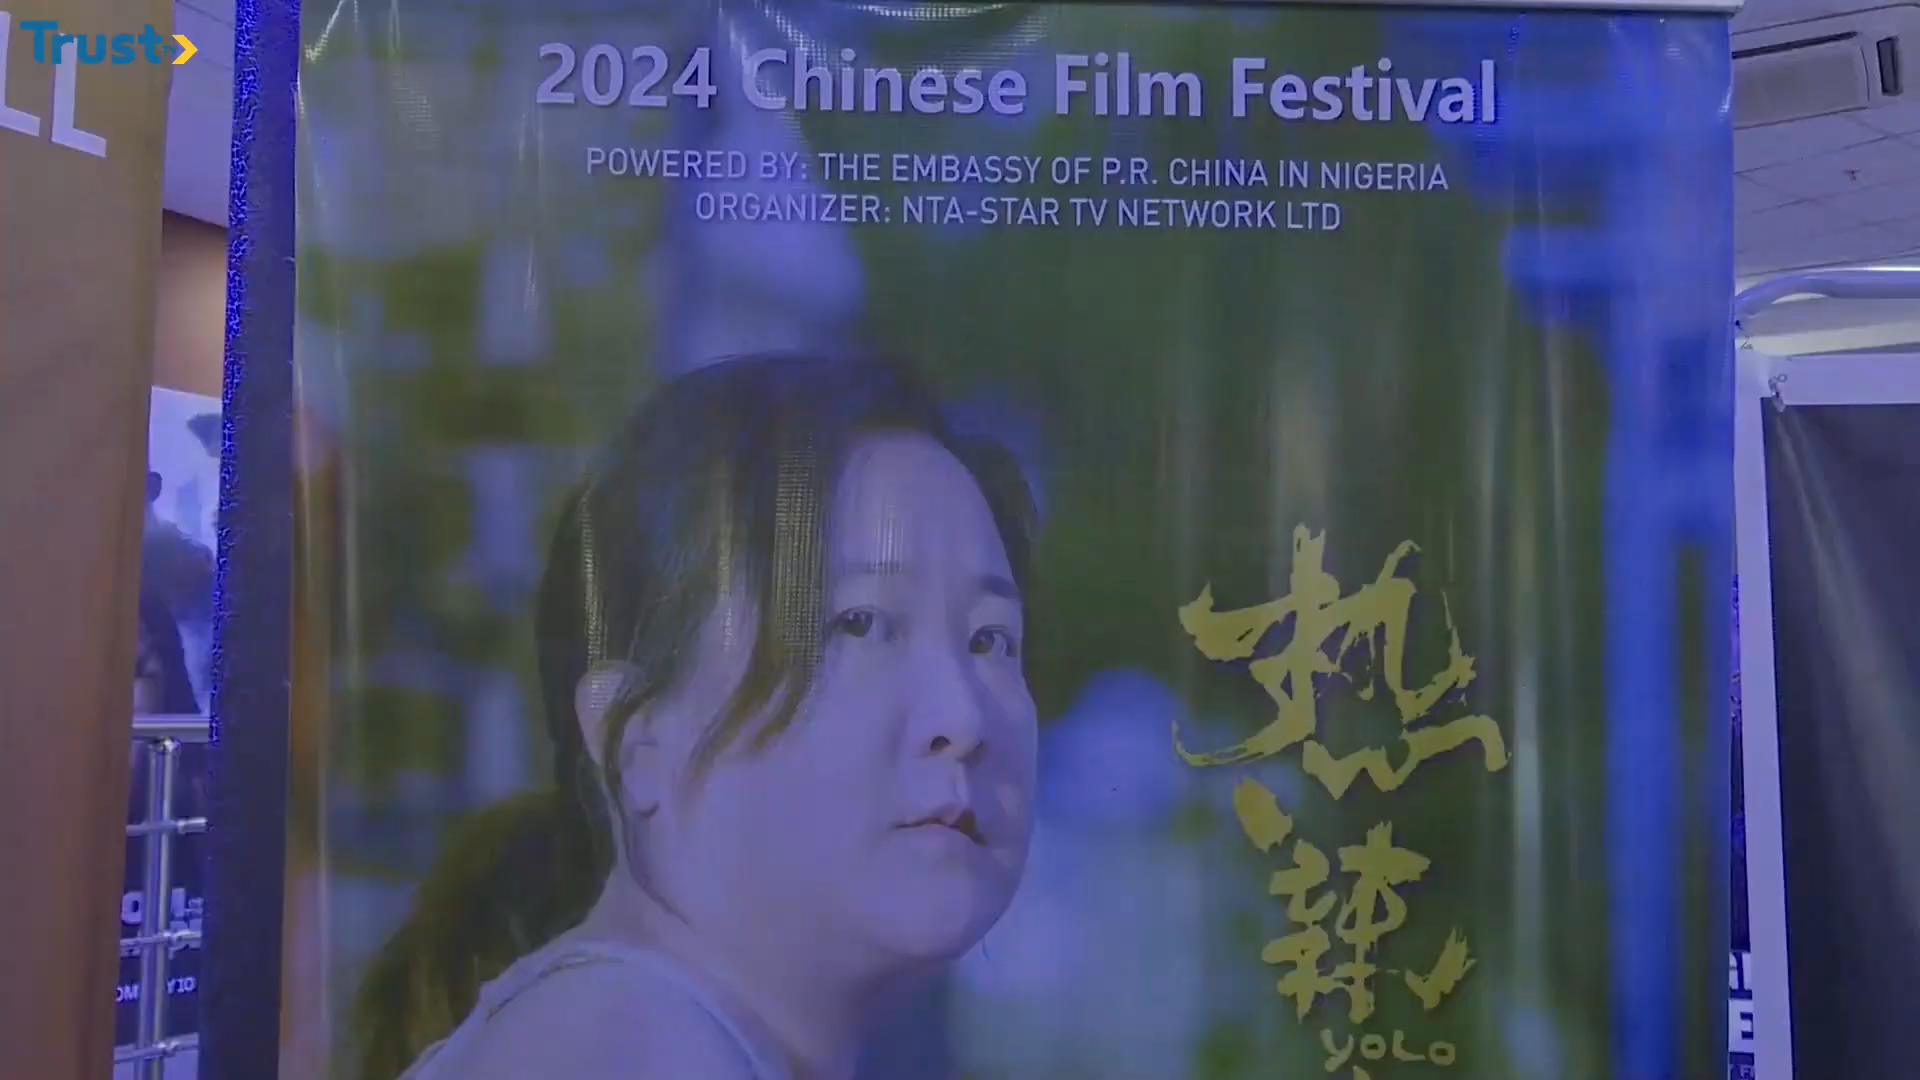 Trust
2024 Chinese Film Festival
POWERED BY: THE EMBASSY OF P.R. CHINA IN NIGERIA
ORGANIZER: NTA-STAR TV NETWORK LTD
热
辣
YOLO